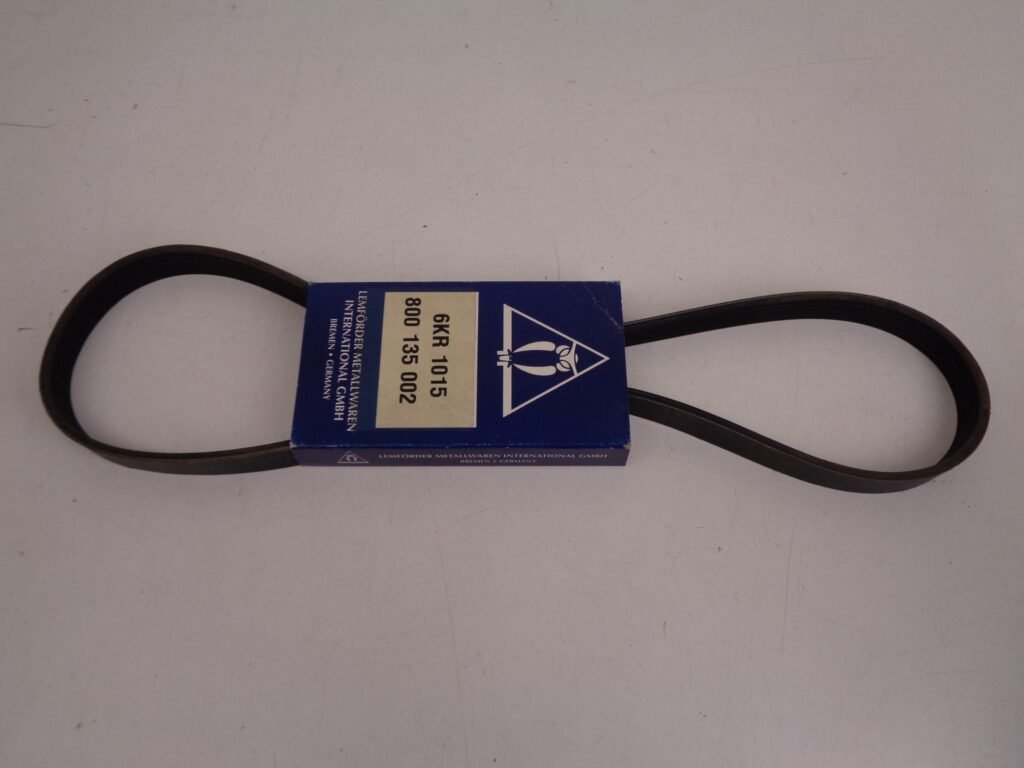 6KR 1015
800 135 002
LEMFÖRDER METALLWAREN
INTERNATIONAL GMBH
BREMEN • GERMANY
LEMFÖRDER METALLWAREN INTERNATIONAL GMBH
BREMEN • GERMANY